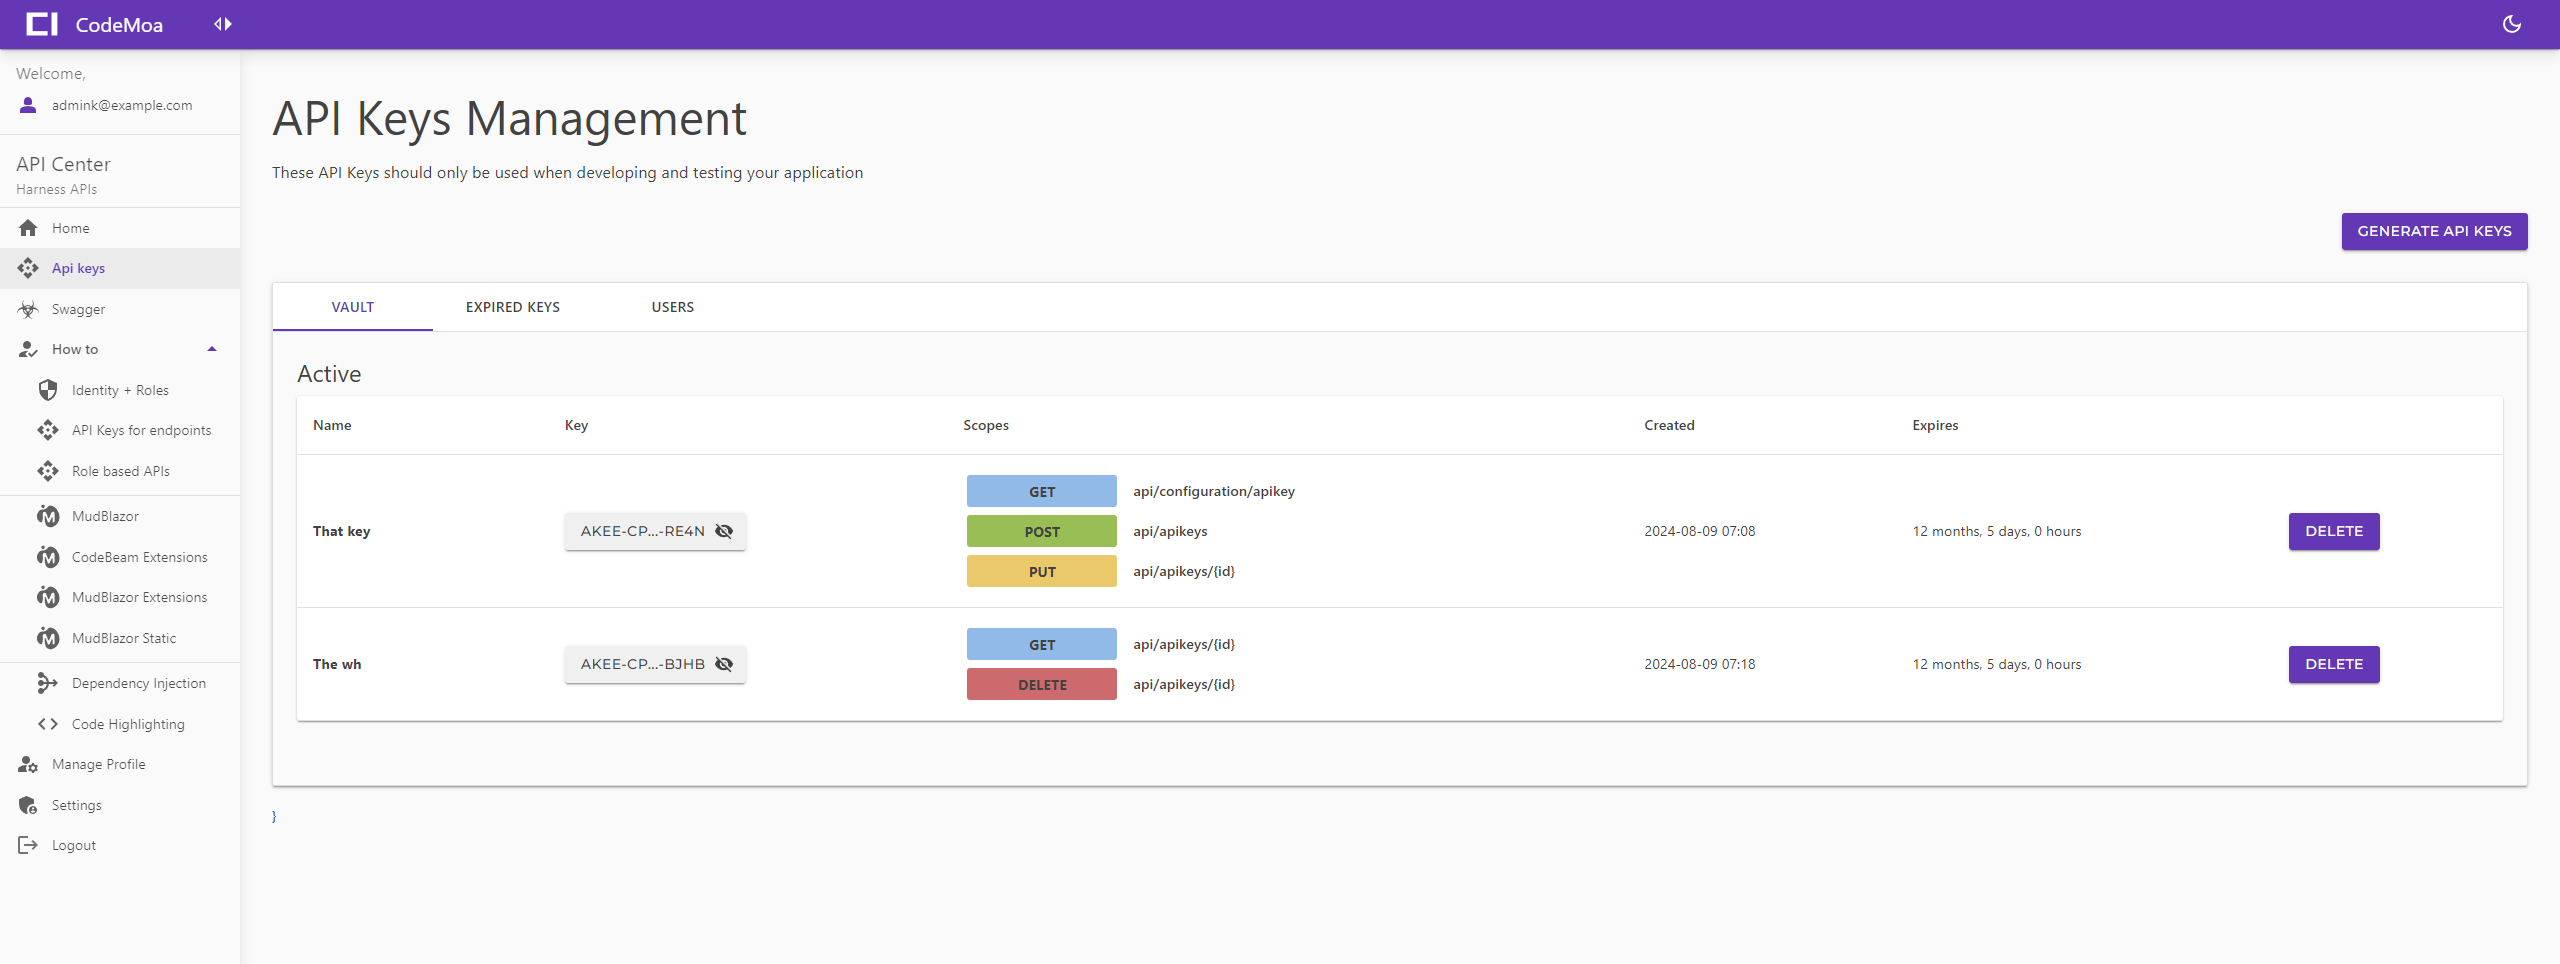 CodeMoa
Welcome,
admink@example.com
API Center
Harness APIs
Home
Api keys
Swagger
How to
Identity + Roles
API Keys for endpoints
Role based APIs
MudBlazor
CodeBeam Extensions
MudBlazor Extensions
MudBlazor Static
Dependency Injection
Code Highlighting
Manage Profile
Settings
Logout
API Keys Management
These API Keys should only be used when developing and testing your application
GENERATE API KEYS
VAULT EXPIRED KEYS USERS
Active
Name Key Scopes Created Expires
GET api/configuration/apikey
That key AKEE-CP...-RE4N POST api/apikeys 2024-08-09 07:08 12 months, 5 days, 0 hours DELETE
PUT api/apikeys/{id}
GET api/apikeys/{id}
The wh AKEE-CP...-BJHB 2024-08-09 07:18 12 months, 5 days, 0 hours DELETE
DELETE api/apikeys/{id}
}